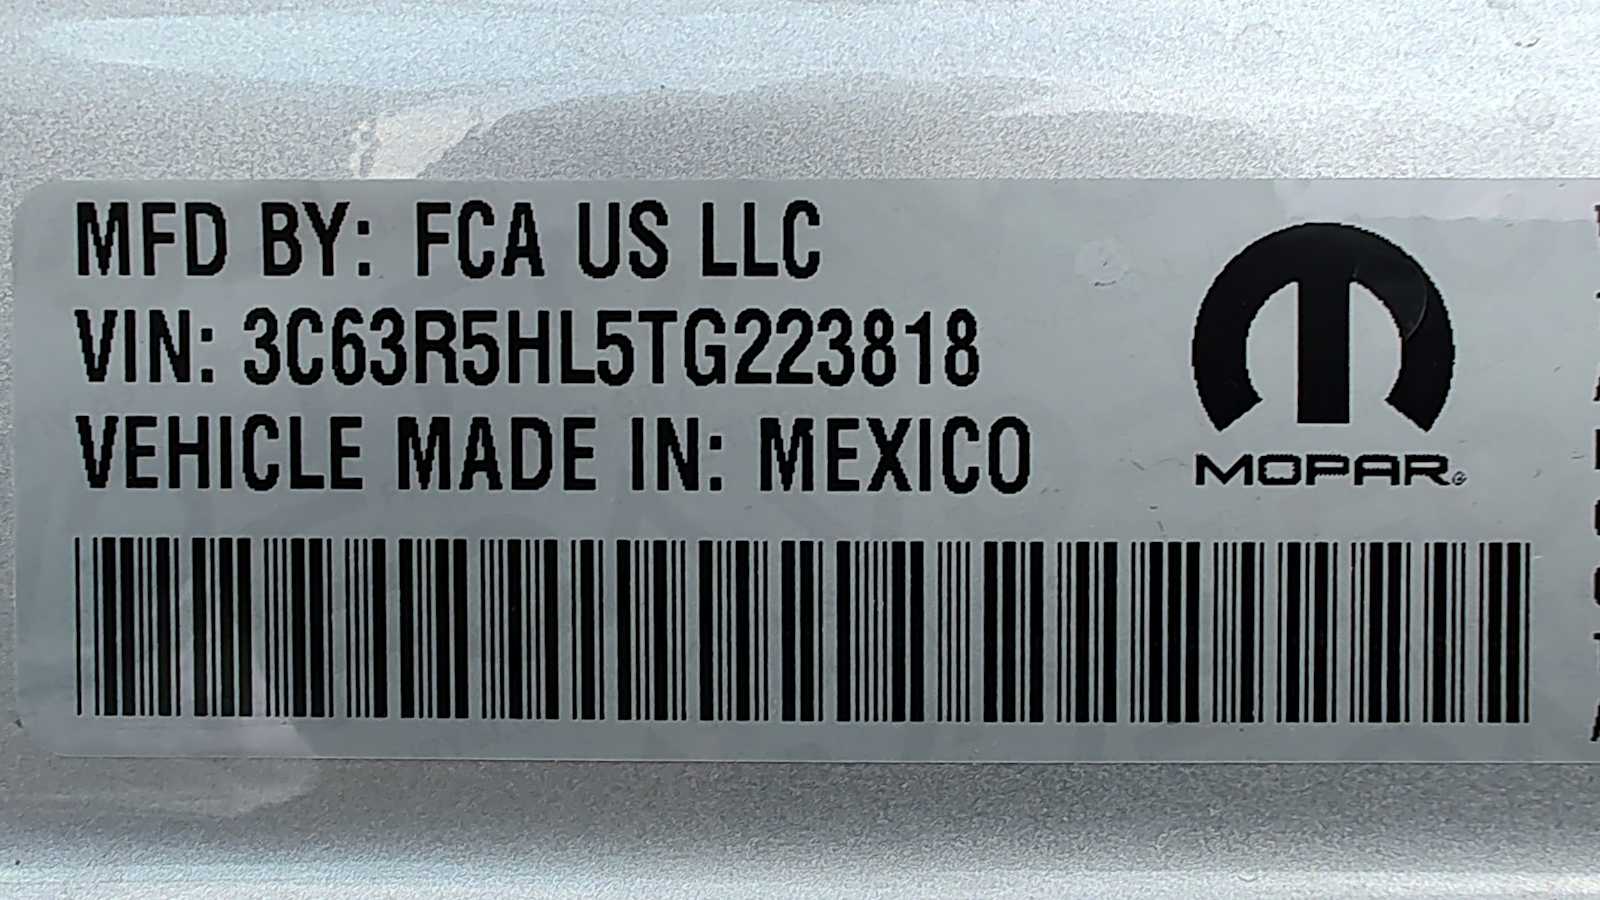 MFD BY: FCA US LLC
VIN: 3C63R5HL5TG223818
VEHICLE MADE IN: MEXICO
MOPAR